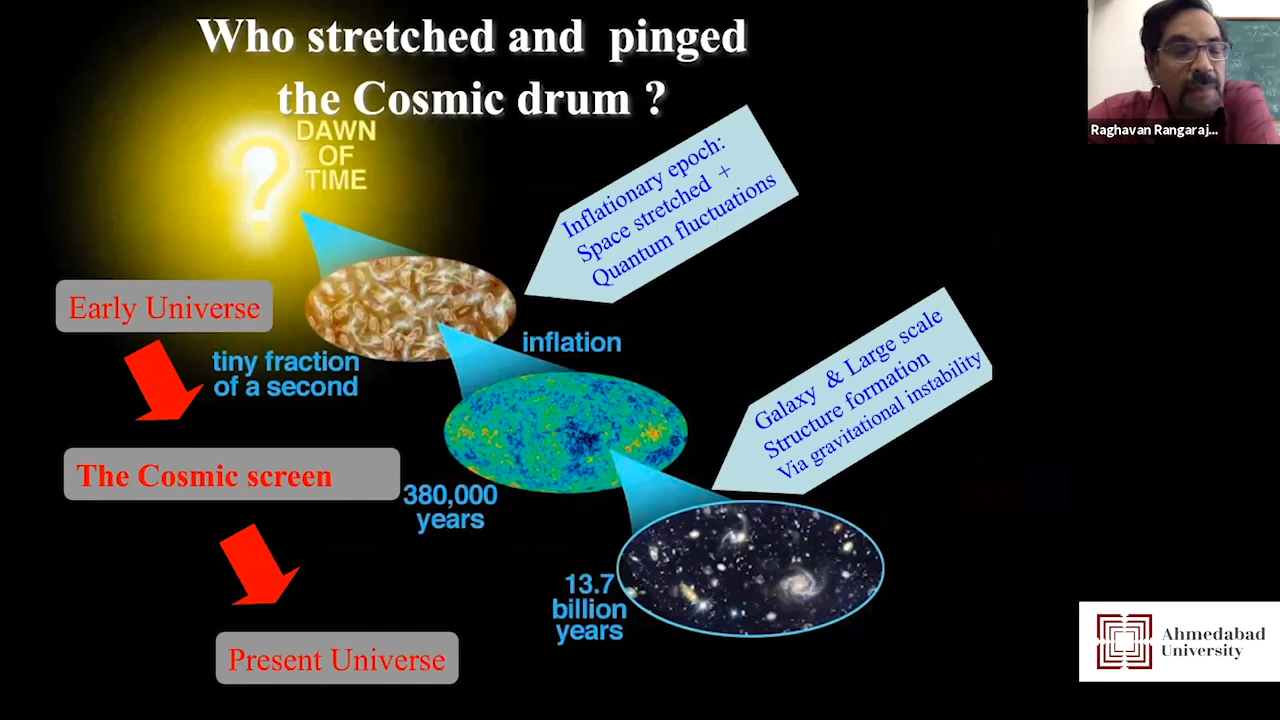 Who stretched and pinged
the Cosmic drum ?
DAWN
OF
TIME
Inflationary epoch:
Space stretched +
Quantum fluctuations
Early Universe
inflation
tiny fraction
of a second
Galaxy & Large scale
Structure formation
Via gravitational instability
The Cosmic screen
380,000
years
13.7
billion
years
Present Universe
Raghavan Rangaraj...
Ahmedabad
University